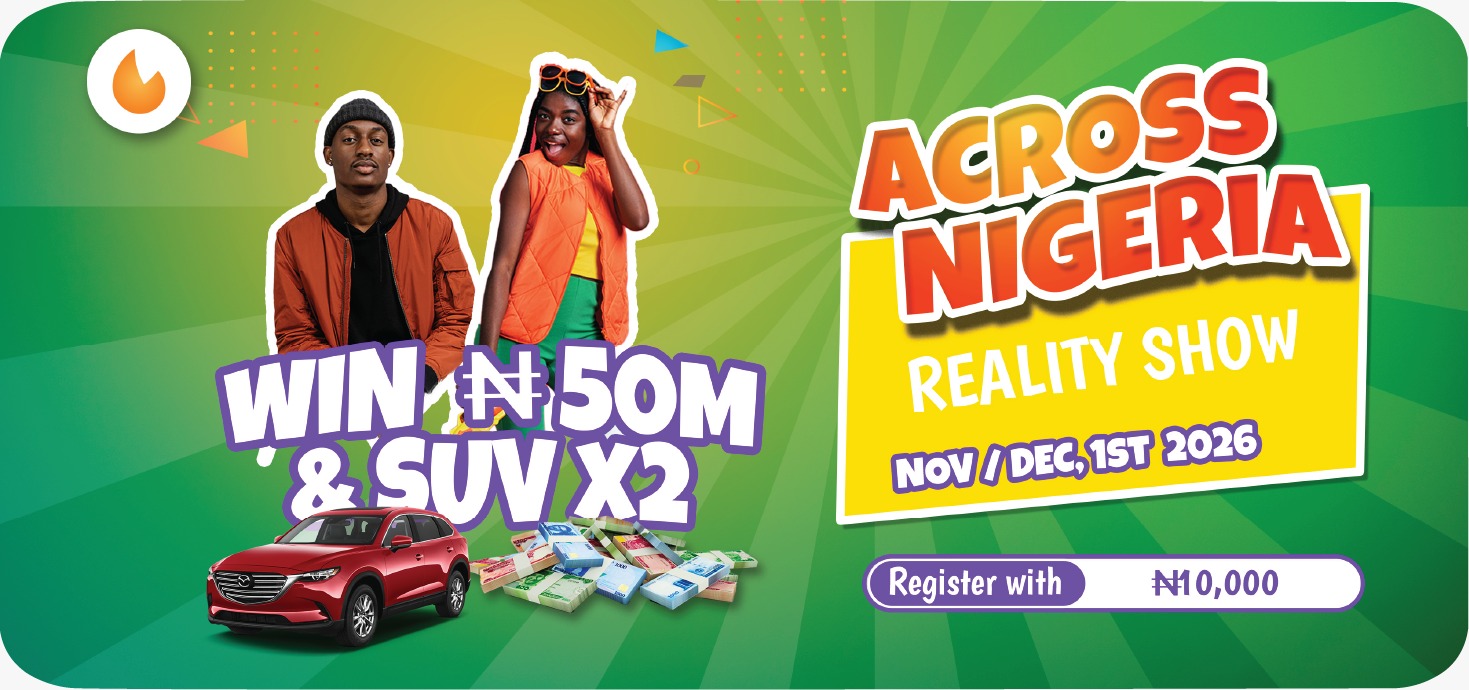 ACROSS
NIGERIA
REALITY SHOW
NOV / DEC, 1ST 2026
WIN ₦50M
& SUV X2
Register with ₦10,000